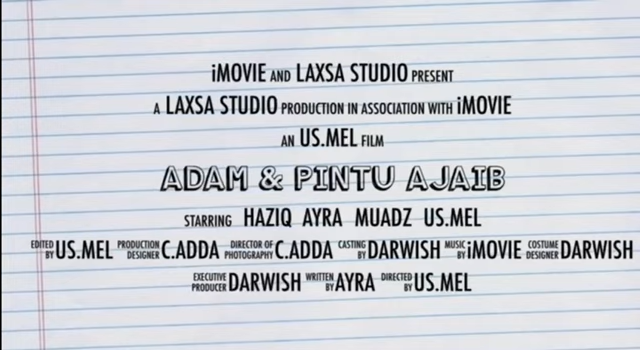 iMOVIE AND LAXSA STUDIO PRESENT
A LAXSA STUDIO PRODUCTION IN ASSOCIATION WITH iMOVIE
AN US.MEL FILM
ADAM & PINTU AJAIB
STARRING HAZIQ AYRA MUADZ US.MEL
EDITED BY US.MEL PRODUCTION DESIGNER C.ADDA DIRECTOR OF PHOTOGRAPHY C.ADDA CASTING BY DARWISH MUSIC BY iMOVIE COSTUME DESIGNER DARWISH
EXECUTIVE PRODUCER DARWISH WRITTEN BY AYRA DIRECTED BY US.MEL